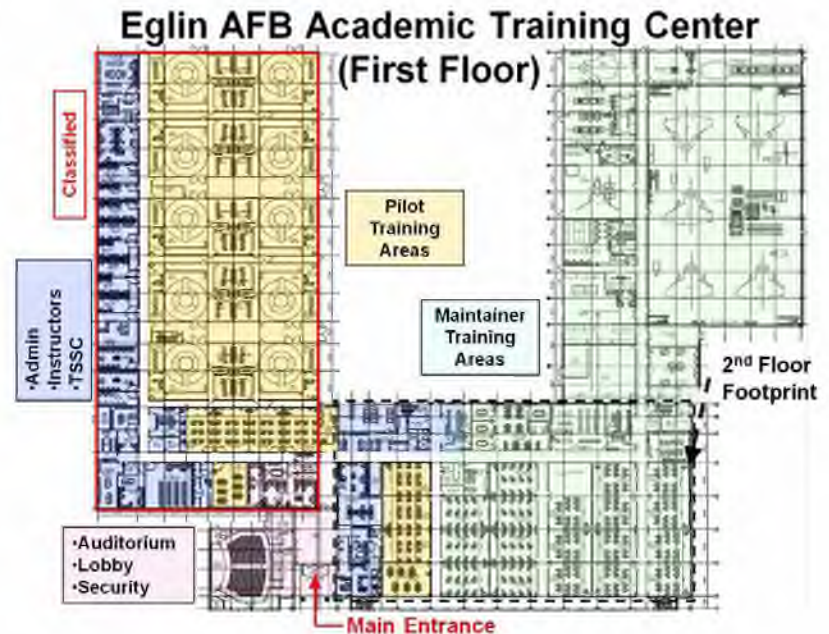 Eglin AFB Academic Training Center
(First Floor)
Classified
Pilot
Training
Areas
•Admin
•Instructors
•TSSC
Maintainer
Training
Areas
2nd Floor
Footprint
•Auditorium
•Lobby
•Security
Main Entrance